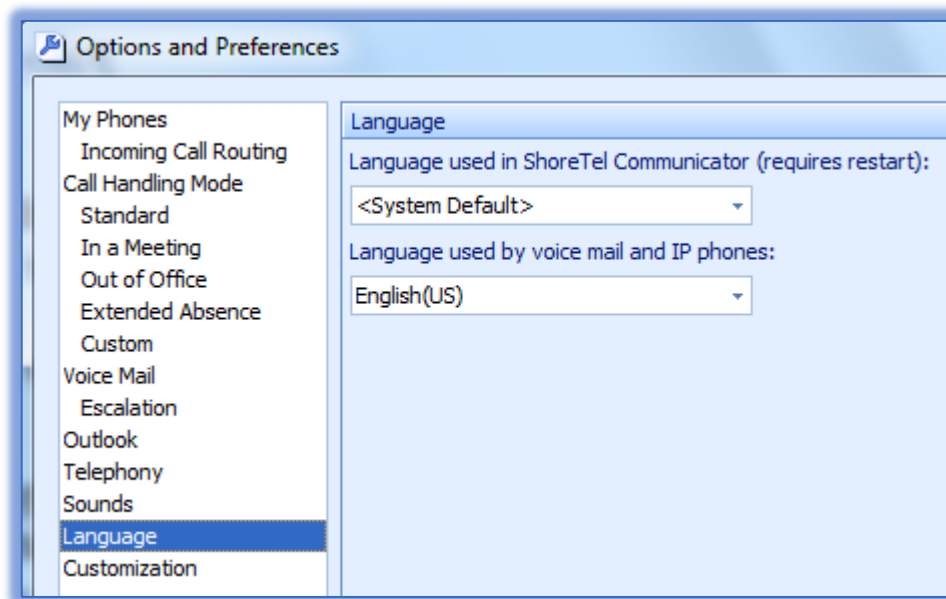 Options and Preferences
My Phones
Incoming Call Routing
Call Handling Mode
Standard
In a Meeting
Out of Office
Extended Absence
Custom
Voice Mail
Escalation
Outlook
Telephony
Sounds
Language
Customization
Language
Language used in ShoreTel Communicator (requires restart):
<System Default>
Language used by voice mail and IP phones:
English(US)